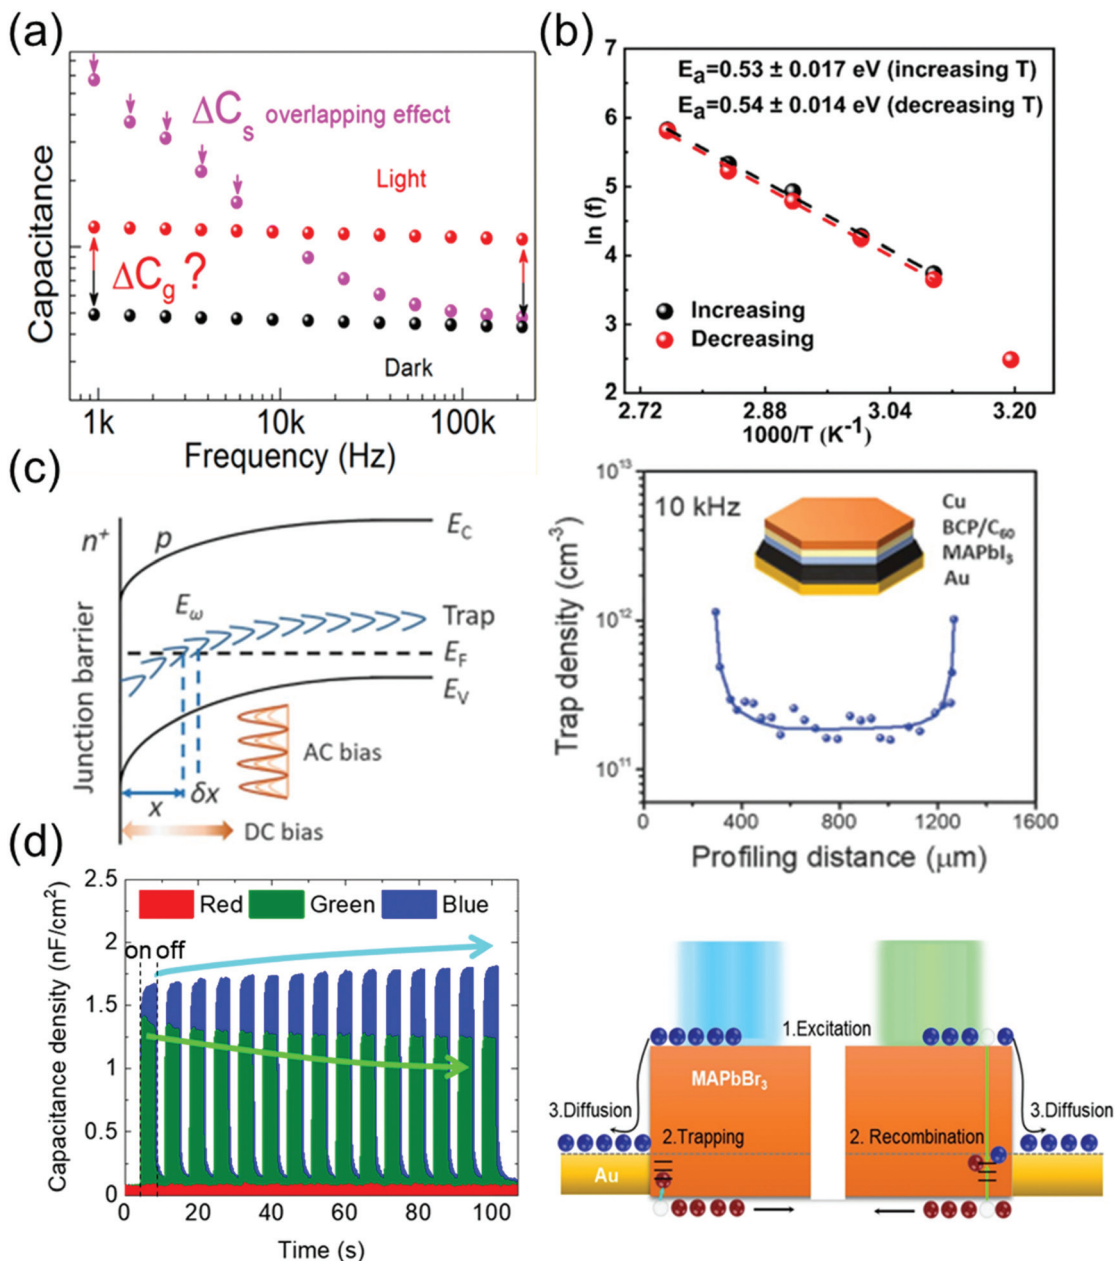 (a)
ΔCs overlapping effect
Light
ΔCg ?
Dark
Capacitance
1k 10k 100k
Frequency (Hz)
(b)
Ea=0.53 ± 0.017 eV (increasing T)
Ea=0.54 ± 0.014 eV (decreasing T)
Increasing
Decreasing
ln (f)
7
6
5
4
3
2
2.72 2.88 3.04 3.20
1000/T (K-1)
(c)
n+
p
EC
Eω
Trap
EF
EV
Junction barrier
AC bias
x
δx
DC bias
10 kHz
Cu
BCP/C60
MAPbI3
Au
Trap density (cm-3)
10^13
10^12
10^11
0 400 800 1200 1600
Profiling distance (μm)
(d)
Red Green Blue
on off
Capacitance density (nF/cm2)
2.5
2
1.5
1
0.5
0
0 20 40 60 80 100
Time (s)
1.Excitation
MAPbBr3
3.Diffusion
3.Diffusion
2.Trapping
2. Recombination
Au